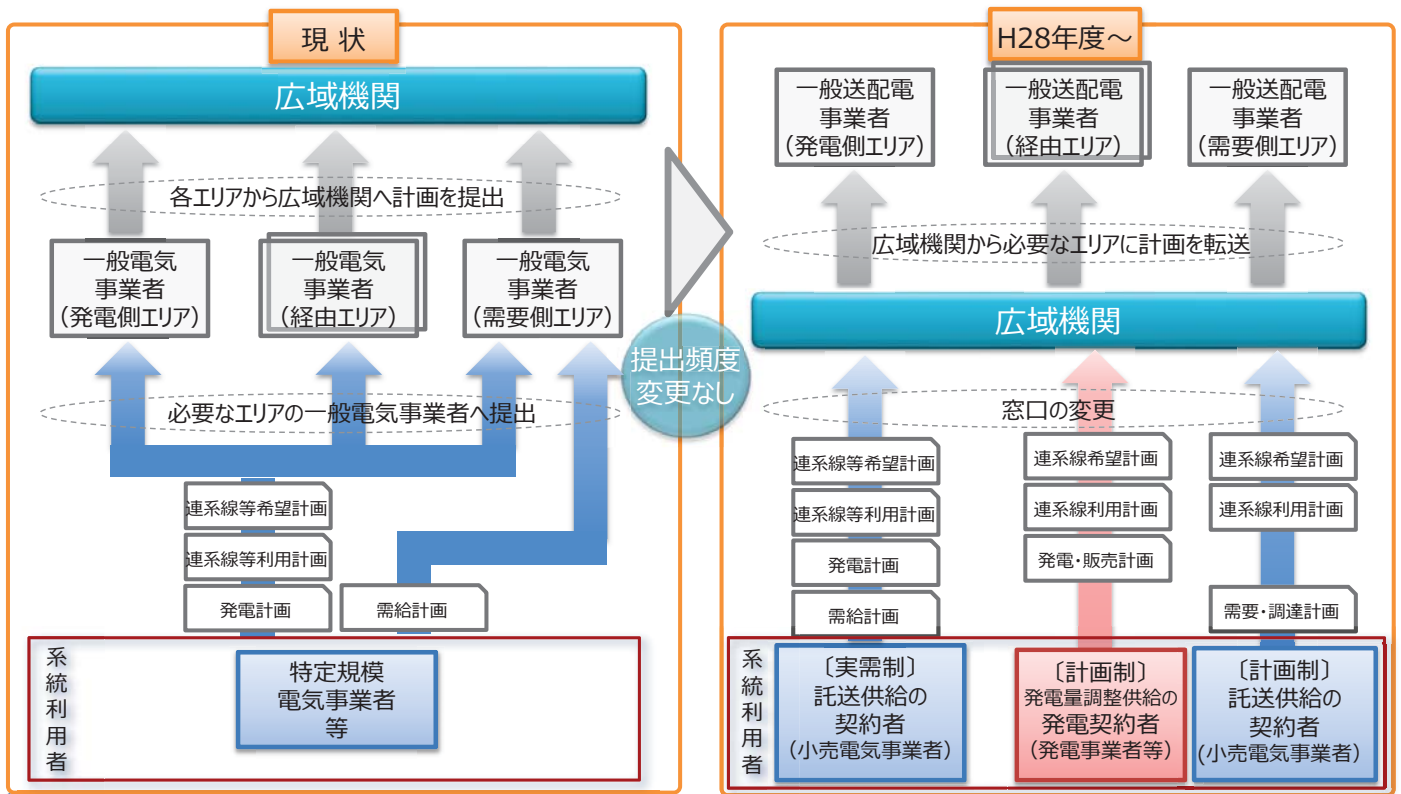 現 状
広域機関
各エリアから広域機関へ計画を提出
一般電気
事業者
(発電側エリア)
一般電気
事業者
(経由エリア)
一般電気
事業者
(需要側エリア)
必要なエリアの一般電気事業者へ提出
連系線等希望計画
連系線等利用計画
発電計画
需給計画
系統利用者
特定規模
電気事業者
等
提出頻度
変更なし
H28年度～
一般送配電
事業者
(発電側エリア)
一般送配電
事業者
(経由エリア)
一般送配電
事業者
(需要側エリア)
広域機関から必要なエリアに計画を転送
広域機関
窓口の変更
連系線等希望計画
連系線等利用計画
発電計画
需給計画
連系線希望計画
連系線利用計画
発電・販売計画
連系線希望計画
連系線利用計画
需要・調達計画
系統利用者
〔実需制〕
託送供給の
契約者
(小売電気事業者)
〔計画制〕
発電量調整供給の
発電契約者
(発電事業者等)
〔計画制〕
託送供給の
契約者
(小売電気事業者)